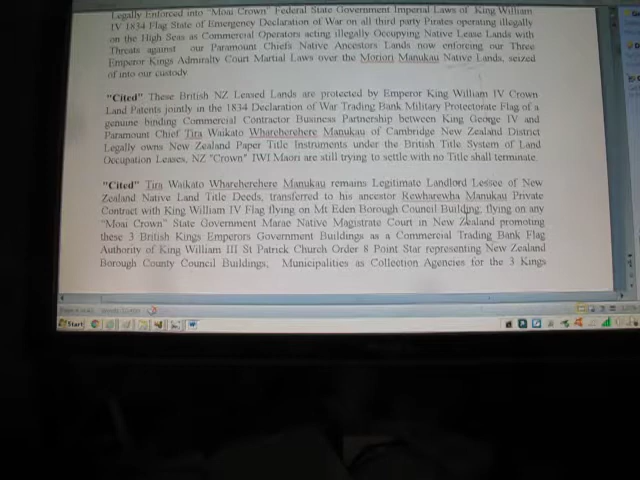 Legally Enforced into "Moai Crown" Federal State Government Imperial Laws of King William
IV 1834 Flag State of Emergency Declaration of War on all third party Pirates operating illegally
on the High Seas as Commercial Operators acting illegally Occupying Native Lease Lands with
Threats against our Paramount Chiefs Native Ancestors Lands now enforcing our Three
Emperor Kings Admiralty Court Martial Laws over the Moriori Manukau Native Lands, seized
of into our custody
"Cited" These British NZ Leased Lands are protected by Emperor King William IV Crown
Land Patents jointly in the 1834 Declaration of War Trading Bank Military Protectorate Flag of a
genuine binding Commercial Contractor Business Partnership between King George IV and
Paramount Chief Tira Waikato Whareherehere Manukau of Cambridge New Zealand District
Legally owns New Zealand Paper Title Instruments under the British Title System of Land
Occupation Leases, NZ "Crown" IWI Maori are still trying to settle with no Title shall terminate.
"Cited" Tira Waikato Whareherehere Manukau remains Legitimate Landlord Lessee of New
Zealand Native Land Title Deeds, transferred to his ancestor Rewharewha Manukau Private
Contract with King William IV Flag flying on Mt Eden Borough Council Building; flying on any
"Moai Crown" State Government Marae Native Magistrate Court in New Zealand promoting
these 3 British Kings Emperors Government Buildings as a Commercial Trading Bank Flag
Authority of King William III St Patrick Church Order 8 Point Star representing New Zealand
Borough County Council Buildings, Municipalities as Collection Agencies for the 3 Kings
Start